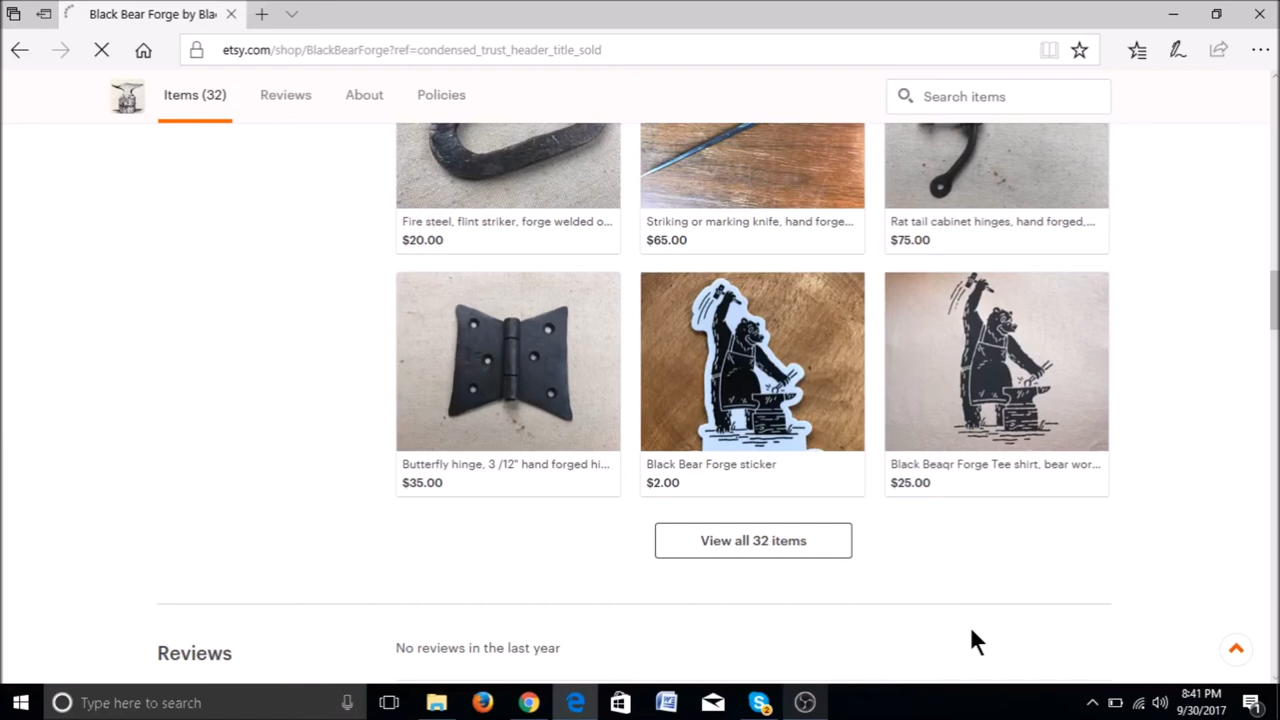 Black Bear Forge by Bla
etsy.com/shop/BlackBearForge?ref=condensed_trust_header_title_sold
Items (32) Reviews About Policies Search items
Fire steel, flint striker, forge welded o...
$20.00
Striking or marking knife, hand forge...
$65.00
Rat tail cabinet hinges, hand forged,...
$75.00
Butterfly hinge, 3 /12" hand forged hi...
$35.00
Black Bear Forge sticker
$2.00
Black Beaqr Forge Tee shirt, bear wor...
$25.00
View all 32 items
Reviews
No reviews in the last year
Type here to search
2
8:41 PM
9/30/2017
1